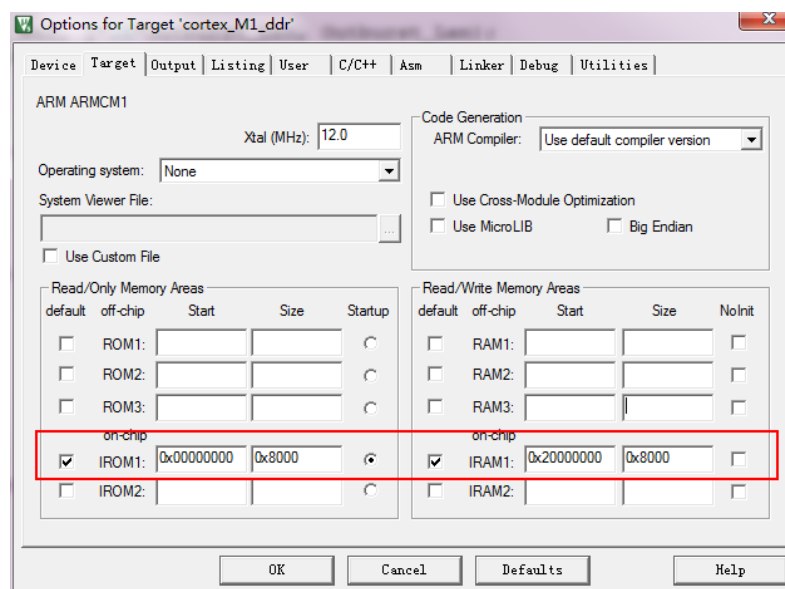 Options for Target 'cortex_M1_ddr'
Device Target Output Listing User C/C++ Asm Linker Debug Utilities
ARM ARMCM1
Xtal (MHz): 12.0
Operating system: None
System Viewer File:
...
Use Custom File
Code Generation
ARM Compiler: Use default compiler version
Use Cross-Module Optimization
Use MicroLIB Big Endian
Read/Only Memory Areas
default off-chip Start Size Startup
ROM1:
ROM2:
ROM3:
on-chip
IROM1: 0x00000000 0x8000
IROM2:
Read/Write Memory Areas
default off-chip Start Size NoInit
RAM1:
RAM2:
RAM3:
on-chip
IRAM1: 0x20000000 0x8000
IRAM2:
OK Cancel Defaults Help